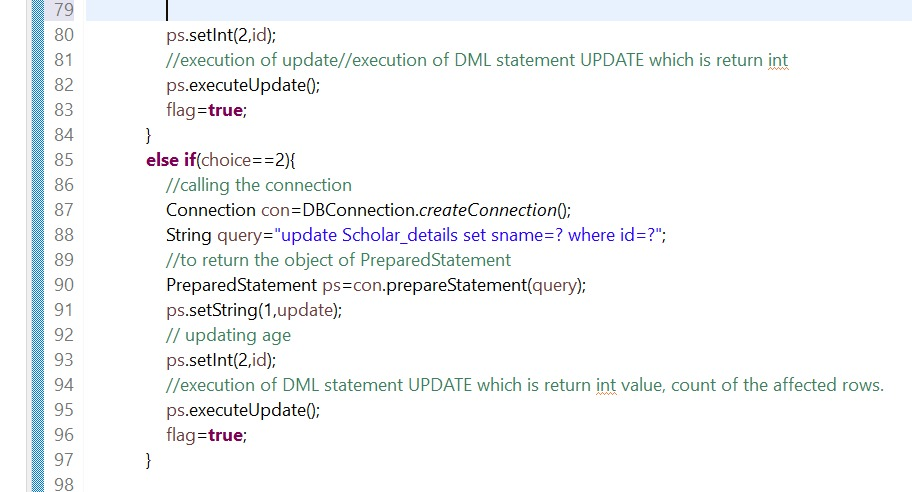 79
80 ps.setInt(2,id);
81 //execution of update//execution of DML statement UPDATE which is return int
82 ps.executeUpdate();
83 flag=true;
84 }
85 else if(choice==2){
86 //calling the connection
87 Connection con=DBConnection.createConnection();
88 String query="update Scholar_details set sname=? where id=?";
89 //to return the object of PreparedStatement
90 PreparedStatement ps=con.prepareStatement(query);
91 ps.setString(1,update);
92 // updating age
93 ps.setInt(2,id);
94 //execution of DML statement UPDATE which is return int value, count of the affected rows.
95 ps.executeUpdate();
96 flag=true;
97 }
98